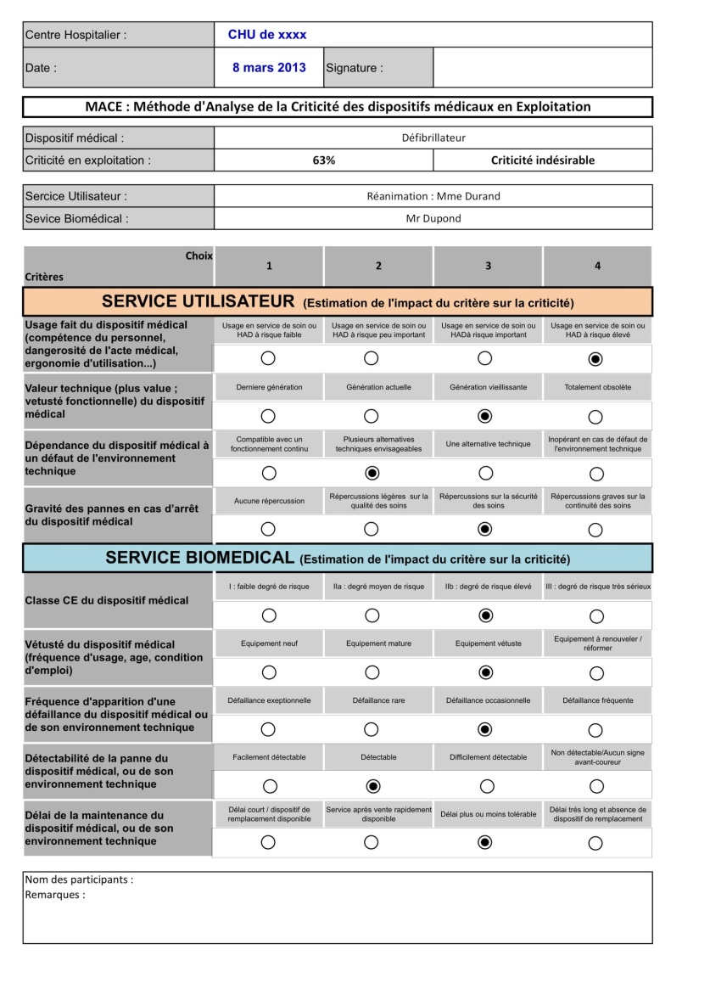 Centre Hospitalier : CHU de xxxx
Date : 8 mars 2013 Signature :
MACE : Méthode d'Analyse de la Criticité des dispositifs médicaux en Exploitation
Dispositif médical : Défibrillateur
Criticité en exploitation : 63% Criticité indésirable
Sercice Utilisateur : Réanimation : Mme Durand
Sevice Biomédical : Mr Dupond
Choix
Critères
1 2 3 4
SERVICE UTILISATEUR (Estimation de l'impact du critère sur la criticité)
Usage fait du dispositif médical
(compétence du personnel,
dangerosité de l'acte médical,
ergonomie d'utilisation...)
Usage en service de soin ou
HAD à risque faible
Usage en service de soin ou
HAD à risque peu important
Usage en service de soin ou
HADà risque important
Usage en service de soin ou
HAD à risque élevé
Valeur technique (plus value ;
vetusté fonctionnelle) du dispositif
médical
Derniere génération
Génération actuelle
Génération vieillissante
Totalement obsolète
Dépendance du dispositif médical à
un défaut de l'environnement
technique
Compatible avec un
fonctionnement continu
Plusieurs alternatives
techniques envisageables
Une alternative technique
Inopérant en cas de défaut de
l'environnement technique
Gravité des pannes en cas d'arrêt
du dispositif médical
Aucune répercussion
Répercussions légères sur la
qualité des soins
Répercussions sur la sécurité
des soins
Répercussions graves sur la
continuité des soins
SERVICE BIOMEDICAL (Estimation de l'impact du critère sur la criticité)
Classe CE du dispositif médical
I : faible degré de risque
IIa : degré moyen de risque
IIb : degré de risque élevé
III : degré de risque très sérieux
Vétusté du dispositif médical
(fréquence d'usage, age, condition
d'emploi)
Equipement neuf
Equipement mature
Equipement vétuste
Equipement à renouveler /
réformer
Fréquence d'apparition d'une
défaillance du dispositif médical ou
de son environnement technique
Défaillance exeptionnelle
Défaillance rare
Défaillance occasionnelle
Défaillance fréquente
Détectabilité de la panne du
dispositif médical, ou de son
environnement technique
Facilement détectable
Détectable
Difficilement détectable
Non détectable/Aucun signe
avant-coureur
Délai de la maintenance du
dispositif médical, ou de son
environnement technique
Délai court / dispositif de
remplacement disponible
Service après vente rapidement
disponible
Délai plus ou moins tolérable
Délai trés long et absence de
dispositif de remplacement
Nom des participants :
Remarques :